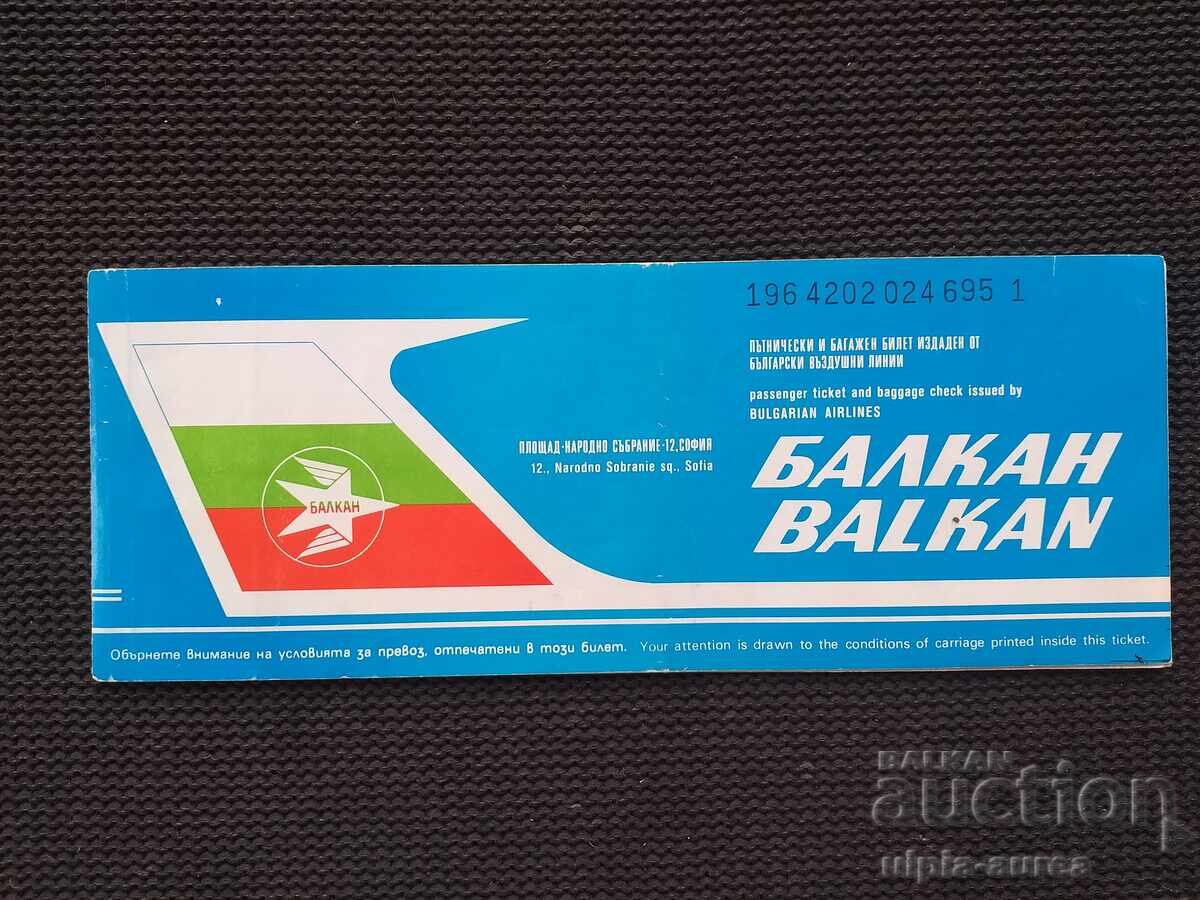 196 4202 024 695 1
ПЪТНИЧЕСКИ И БАГАЖЕН БИЛЕТ ИЗДАДЕН ОТ
БЪЛГАРСКИ ВЪЗДУШНИ ЛИНИИ
passenger ticket and baggage check issued by
BULGARIAN AIRLINES
ПЛОЩАД·НАРОДНО СЪБРАНИЕ·12, СОФИЯ
12., Narodno Sobranie sq., Sofia
БАЛКАН
BALKAN
БАЛКАН
Обърнете внимание на условията за превоз, отпечатени в този билет. Your attention is drawn to the conditions of carriage printed inside this ticket.
BALKAN
auction
ulpia-aurea